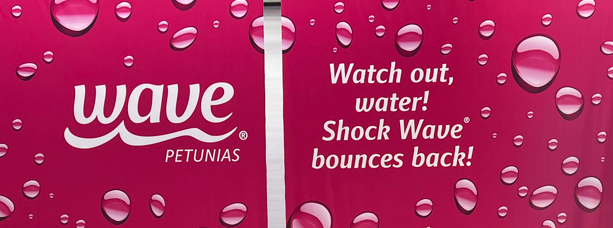 wave®
PETUNIAS
Watch out,
water!
Shock Wave®
bounces back!